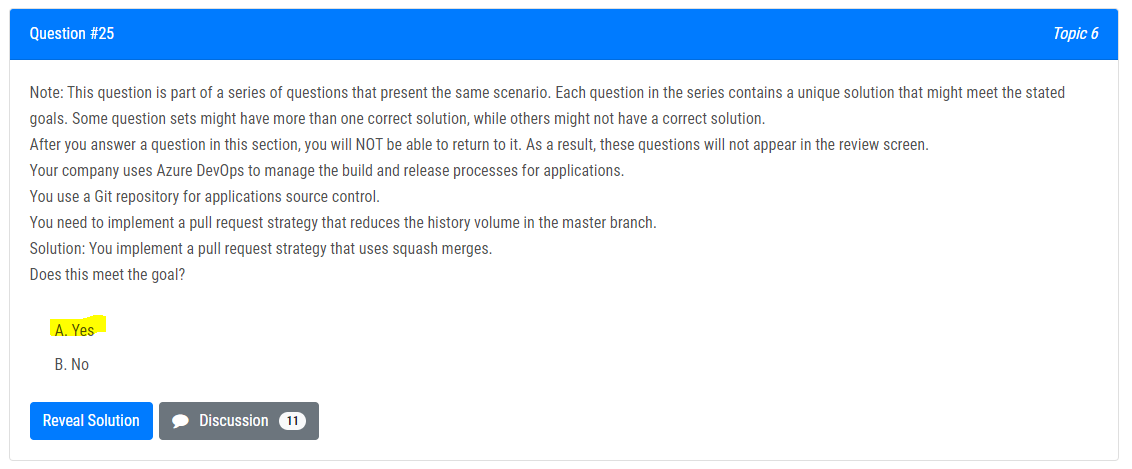 Question #25
Topic 6
Note: This question is part of a series of questions that present the same scenario. Each question in the series contains a unique solution that might meet the stated
goals. Some question sets might have more than one correct solution, while others might not have a correct solution.
After you answer a question in this section, you will NOT be able to return to it. As a result, these questions will not appear in the review screen.
Your company uses Azure DevOps to manage the build and release processes for applications.
You use a Git repository for applications source control.
You need to implement a pull request strategy that reduces the history volume in the master branch.
Solution: You implement a pull request strategy that uses squash merges.
Does this meet the goal?
A. Yes
B. No
Reveal Solution
Discussion 11